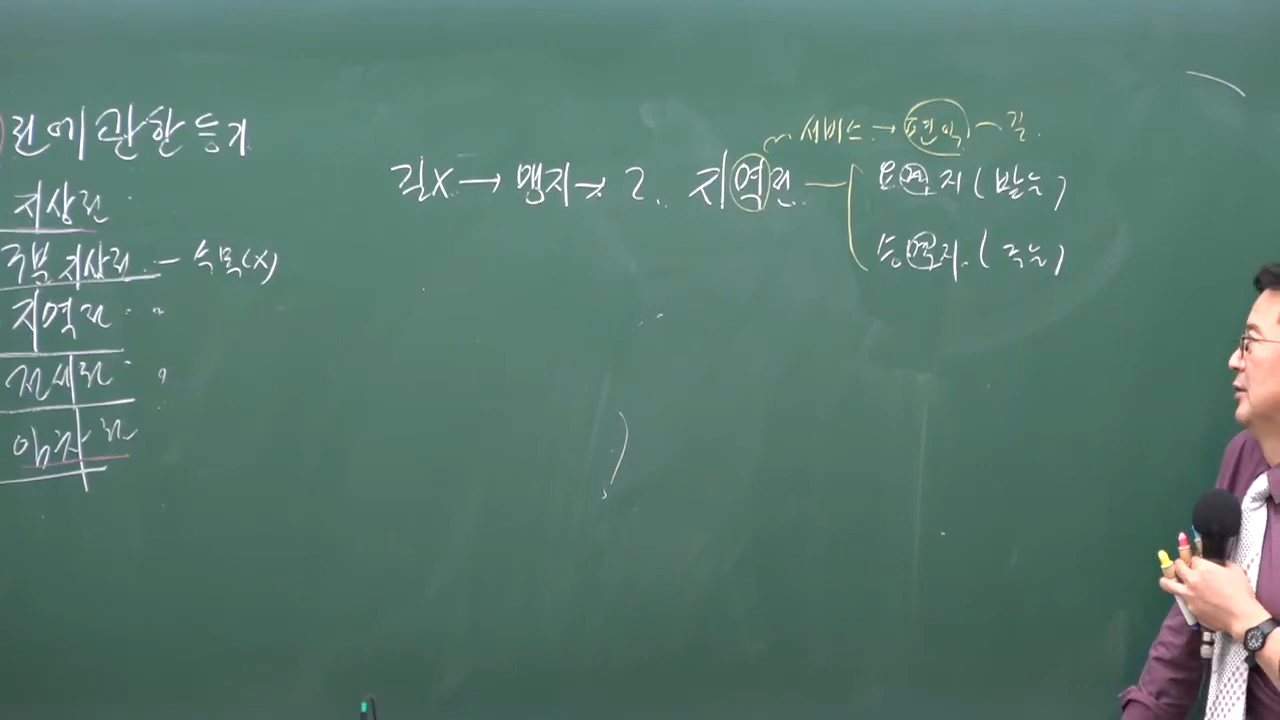 권에 관한 등기
지상권
구분지상권 - 수목(x)
지역권 〃
전세권 〃
임차권
길x → 맹지 → 2. 지역권
서비스 → 편익 - 길
요역지 (받는)
승역지 (주는)